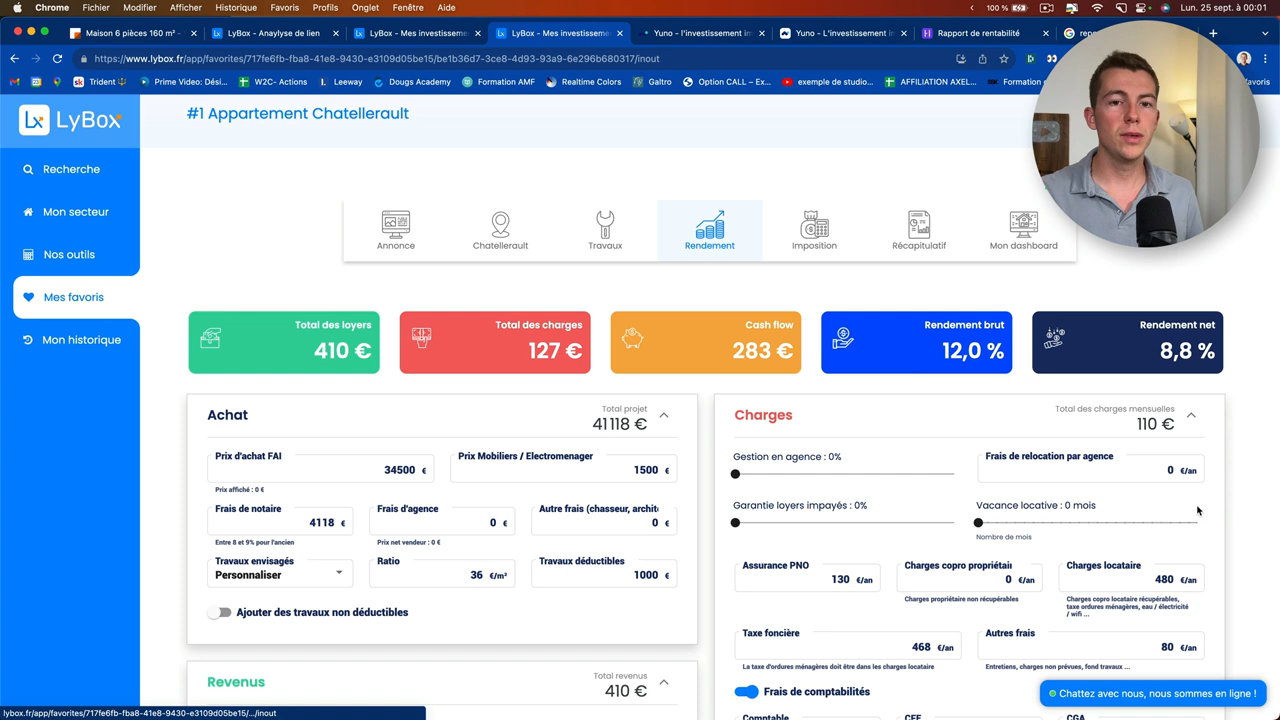 Chrome Fichier Modifier Afficher Historique Favoris Profils Onglet Fenêtre Aide
100 % Lun. 25 sept. à 00:01
Maison 6 pièces 160 m² -
LyBox - Anaylyse de lien
LyBox - Mes investisseme
LyBox - Mes investisseme
Yuno - l'investissement im
Yuno - L'investissement i
Rapport de rentabilité
https://www.lybox.fr/app/favorites/717fe6fb-fba8-41e8-9430-e3109d05be15/be1b36d7-3ce8-4d93-93a9-6e296b680317/inout
Trident
Prime Video: Dési...
W2C- Actions
Leeway
Dougs Academy
Formation AMF
Realtime Colors
Galtro
Option CALL – Ex...
exemple de studio...
AFFILIATION AXEL...
LyBox
#1 Appartement Chatellerault
Recherche
Mon secteur
Nos outils
Mes favoris
Mon historique
Annonce
Chatellerault
Travaux
Rendement
Imposition
Récapitulatif
Mon dashboard
Total des loyers
410 €
Total des charges
127 €
Cash flow
283 €
Rendement brut
12,0 %
Rendement net
8,8 %
Achat
Total projet
41 118 €
Prix d'achat FAI
34500 €
Prix affiché : 0 €
Prix Mobiliers / Electromenager
1500 €
Frais de notaire
4118 €
Entre 8 et 9% pour l'ancien
Frais d'agence
0 €
Prix net vendeur : 0 €
Autre frais (chasseur, archit
0 €
Travaux envisagés
Personnaliser
Ratio
36 €/m²
Travaux déductibles
1000 €
Ajouter des travaux non déductibles
Revenus
Total revenus
410 €
Charges
Total des charges mensuelles
110 €
Gestion en agence : 0%
Frais de relocation par agence
0 €/an
Garantie loyers impayés : 0%
Vacance locative : 0 mois
Nombre de mois
Assurance PNO
130 €/an
Charges copro propriétair
0 €/an
Charges propriétaire non récupérables
Charges locataire
480 €/an
Charges copro locataire récupérables,
taxe ordures ménagères, eau / électricité
/ wifi ...
Taxe foncière
468 €/an
La taxe d'ordures ménagères doit être dans les charges locataire
Autres frais
80 €/an
Entretiens, charges non prévues, fond travaux ...
Frais de comptabilités
Comptable
CFE
CGA
Chattez avec nous, nous sommes en ligne !
lybox.fr/app/favorites/717fe6fb-fba8-41e8-9430-e3109d05be15/.../inout